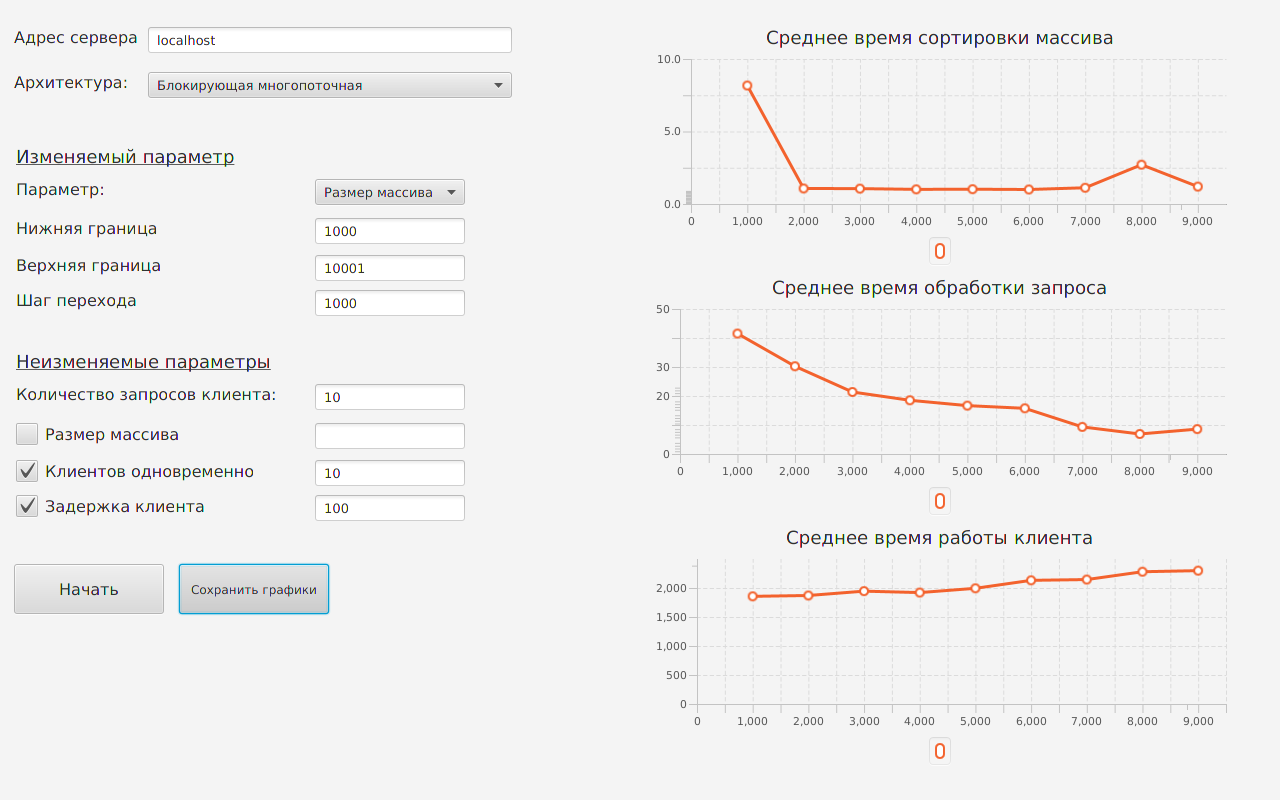 Адрес сервера
localhost
Архитектура:
Блокирующая многопоточная
Изменяемый параметр
Параметр:
Размер массива
Нижняя граница
1000
Верхняя граница
10001
Шаг перехода
1000
Неизменяемые параметры
Количество запросов клиента:
10
Размер массива
Клиентов одновременно
10
Задержка клиента
100
Начать
Сохранить графики
Среднее время сортировки массива
10.0
5.0
0.0
0 1,000 2,000 3,000 4,000 5,000 6,000 7,000 8,000 9,000
Среднее время обработки запроса
50
30
20
0
0 1,000 2,000 3,000 4,000 5,000 6,000 7,000 8,000 9,000
Среднее время работы клиента
2,000
1,500
1,000
500
0
0 1,000 2,000 3,000 4,000 5,000 6,000 7,000 8,000 9,000